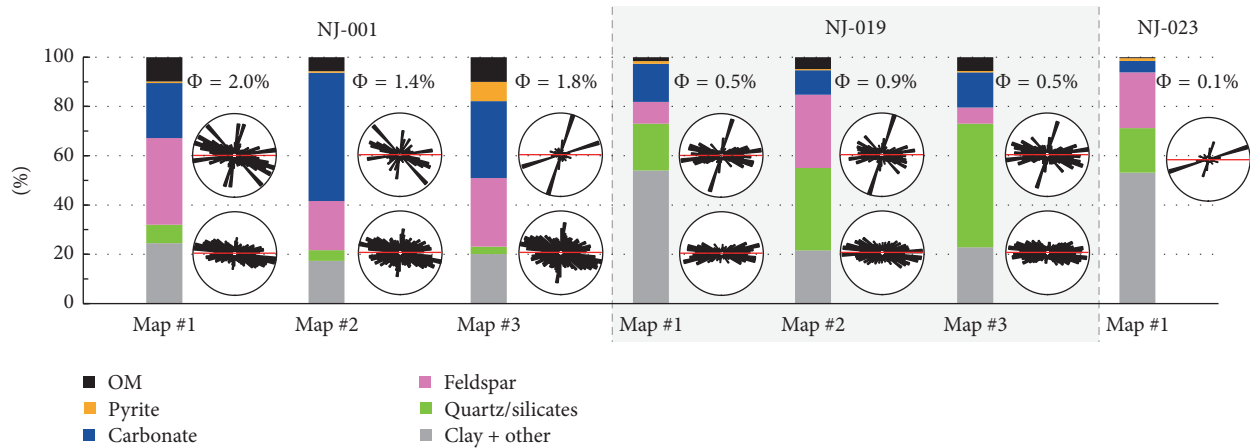 NJ-001 NJ-019 NJ-023
100
80
60
40
20
0
(%)
Φ = 2.0% Φ = 1.4% Φ = 1.8% Φ = 0.5% Φ = 0.9% Φ = 0.5% Φ = 0.1%
Map #1 Map #2 Map #3 Map #1 Map #2 Map #3 Map #1
OM
Pyrite
Carbonate
Feldspar
Quartz/silicates
Clay + other